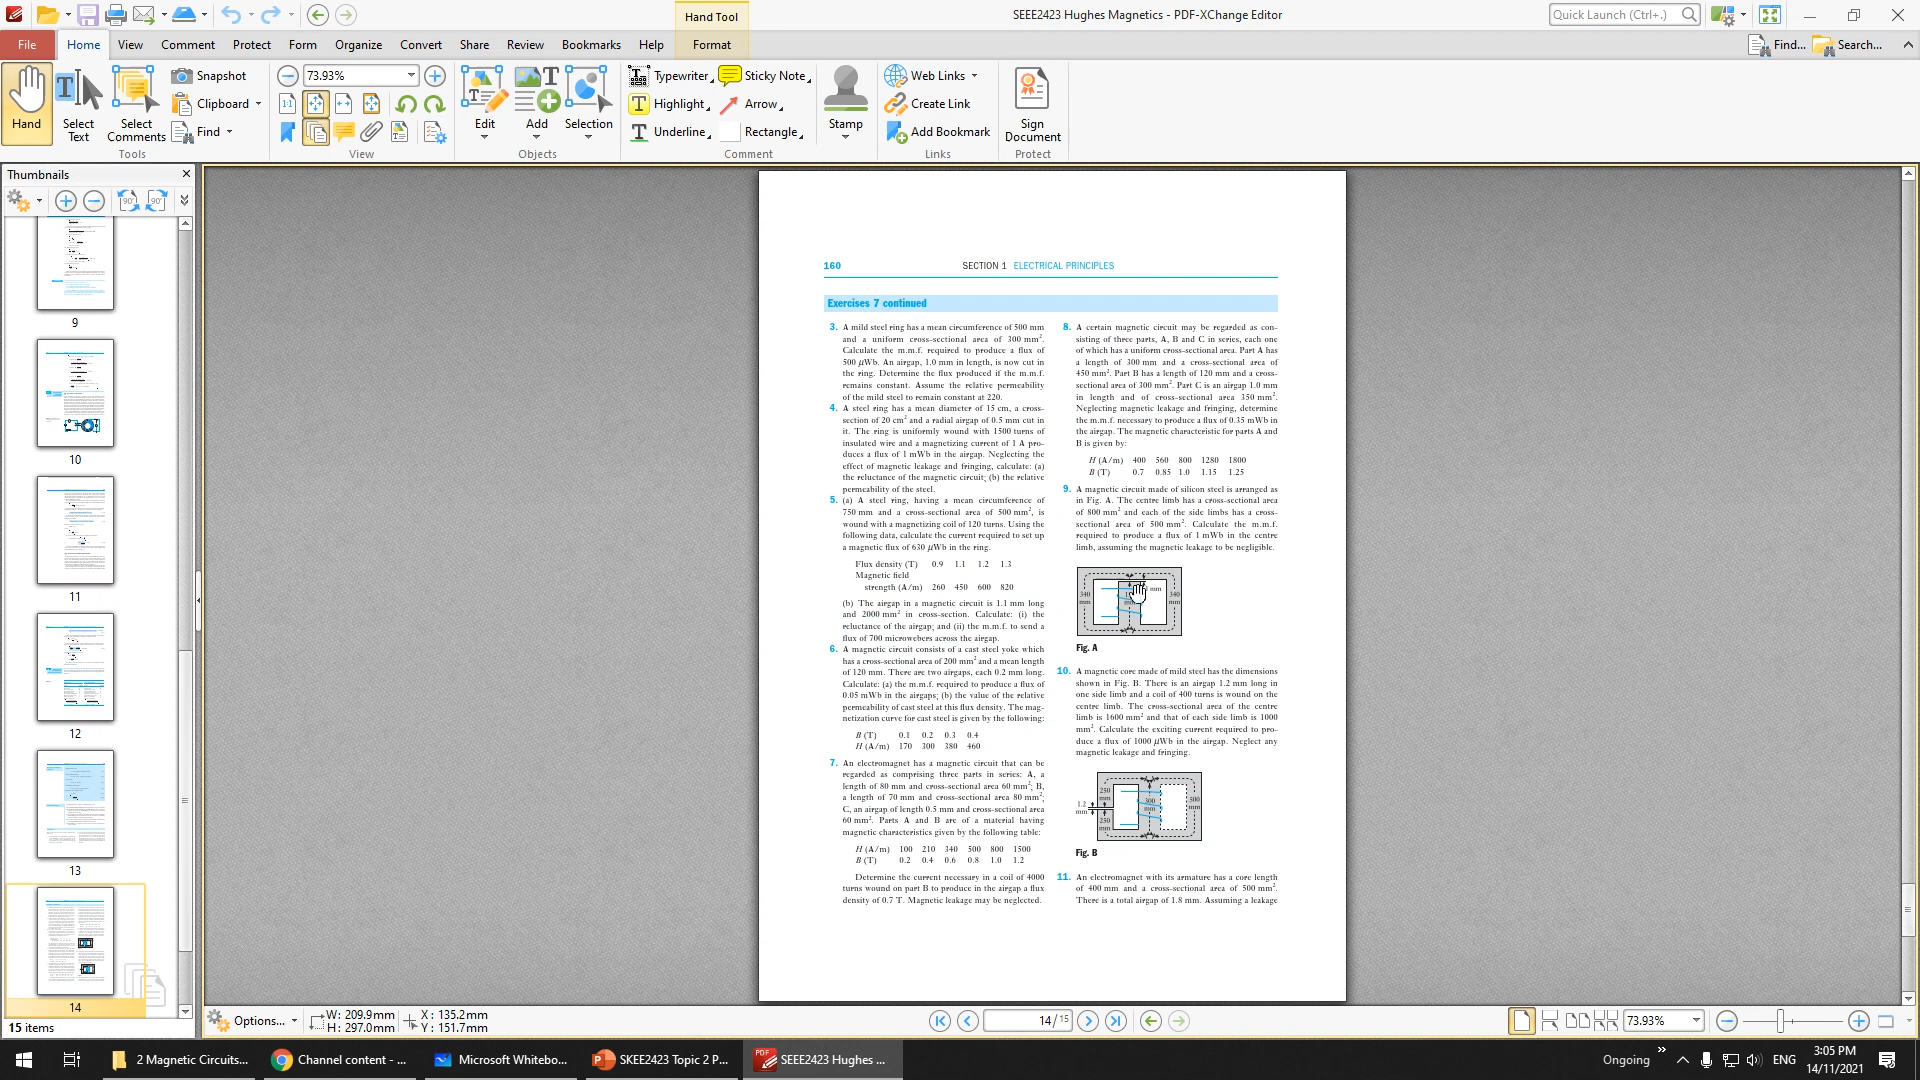 Hand Tool
SEEE2423 Hughes Magnetics - PDF-XChange Editor
Quick Launch (Ctrl+.)
File Home View Comment Protect Form Organize Convert Share Review Bookmarks Help Format
Find... Search...
Hand
Select Text
Select Comments
Snapshot
Clipboard
Find
Tools
73.93%
View
Edit
Add
Selection
Objects
Typewriter
Highlight
Underline
Sticky Note
Arrow
Rectangle
Stamp
Comment
Web Links
Create Link
Add Bookmark
Links
Sign Document
Protect
Thumbnails
9
10
11
12
13
14
15 items
160 SECTION 1 ELECTRICAL PRINCIPLES
Exercises 7 continued
3. A mild steel ring has a mean circumference of 500 mm
and a uniform cross-sectional area of 300 mm².
Calculate the m.m.f. required to produce a flux of
500 μWb. An airgap, 1.0 mm in length, is now cut in
the ring. Determine the flux produced if the m.m.f.
remains constant. Assume the relative permeability
of the mild steel to remain constant at 220.
4. A steel ring has a mean diameter of 15 cm, a cross-
section of 20 cm² and a radial airgap of 0.5 mm cut in
it. The ring is uniformly wound with 1500 turns of
insulated wire and a magnetizing current of 1 A pro-
duces a flux of 1 mWb in the airgap. Neglecting the
effect of magnetic leakage and fringing, calculate: (a)
the reluctance of the magnetic circuit; (b) the relative
permeability of the steel.
5. (a) A steel ring, having a mean circumference of
750 mm and a cross-sectional area of 500 mm², is
wound with a magnetizing coil of 120 turns. Using the
following data, calculate the current required to set up
a magnetic flux of 630 μWb in the ring.
Flux density (T) 0.9 1.1 1.2 1.3
Magnetic field
strength (A/m) 260 450 600 820
(b) The airgap in a magnetic circuit is 1.1 mm long
and 2000 mm² in cross-section. Calculate: (i) the
reluctance of the airgap; and (ii) the m.m.f. to send a
flux of 700 microwebers across the airgap.
6. A magnetic circuit consists of a cast steel yoke which
has a cross-sectional area of 200 mm² and a mean length
of 120 mm. There are two airgaps, each 0.2 mm long.
Calculate: (a) the m.m.f. required to produce a flux of
0.05 mWb in the airgaps; (b) the value of the relative
permeability of cast steel at this flux density. The mag-
netization curve for cast steel is given by the following:
B (T) 0.1 0.2 0.3 0.4
H (A/m) 170 300 380 460
7. An electromagnet has a magnetic circuit that can be
regarded as comprising three parts in series: A, a
length of 80 mm and cross-sectional area 60 mm²; B,
a length of 70 mm and cross-sectional area 80 mm²;
C, an airgap of length 0.5 mm and cross-sectional area
60 mm². Parts A and B are of a material having
magnetic characteristics given by the following table:
H (A/m) 100 210 340 500 800 1500
B (T) 0.2 0.4 0.6 0.8 1.0 1.2
Determine the current necessary in a coil of 4000
turns wound on part B to produce in the airgap a flux
density of 0.7 T. Magnetic leakage may be neglected.
8. A certain magnetic circuit may be regarded as con-
sisting of three parts, A, B and C in series, each one
of which has a uniform cross-sectional area. Part A has
a length of 300 mm and a cross-sectional area of
450 mm². Part B has a length of 120 mm and a cross-
sectional area of 300 mm². Part C is an airgap 1.0 mm
in length and of cross-sectional area 350 mm².
Neglecting magnetic leakage and fringing, determine
the m.m.f. necessary to produce a flux of 0.35 mWb in
the airgap. The magnetic characteristic for parts A and
B is given by:
H (A/m) 400 560 800 1280 1800
B (T) 0.7 0.85 1.0 1.15 1.25
9. A magnetic circuit made of silicon steel is arranged as
in Fig. A. The centre limb has a cross-sectional area
of 800 mm² and each of the side limbs has a cross-
sectional area of 500 mm². Calculate the m.m.f.
required to produce a flux of 1 mWb in the centre
limb, assuming the magnetic leakage to be negligible.
340 mm
mm
340 mm
Fig. A
10. A magnetic core made of mild steel has the dimensions
shown in Fig. B. There is an airgap 1.2 mm long in
one side limb and a coil of 400 turns is wound on the
centre limb. The cross-sectional area of the centre
limb is 1600 mm² and that of each side limb is 1000
mm². Calculate the exciting current required to pro-
duce a flux of 1000 μWb in the airgap. Neglect any
magnetic leakage and fringing.
250 mm
1.2 mm
300 mm
500 mm
250 mm
Fig. B
11. An electromagnet with its armature has a core length
of 400 mm and a cross-sectional area of 500 mm².
There is a total airgap of 1.8 mm. Assuming a leakage
Options...
W: 209.9mm
H: 297.0mm
X: 135.2mm
Y: 151.7mm
14/15
73.93%
2 Magnetic Circuits...
Channel content - ...
Microsoft Whitebo...
SKEE2423 Topic 2 P...
SEEE2423 Hughes ...
Ongoing
ENG
3:05 PM
14/11/2021